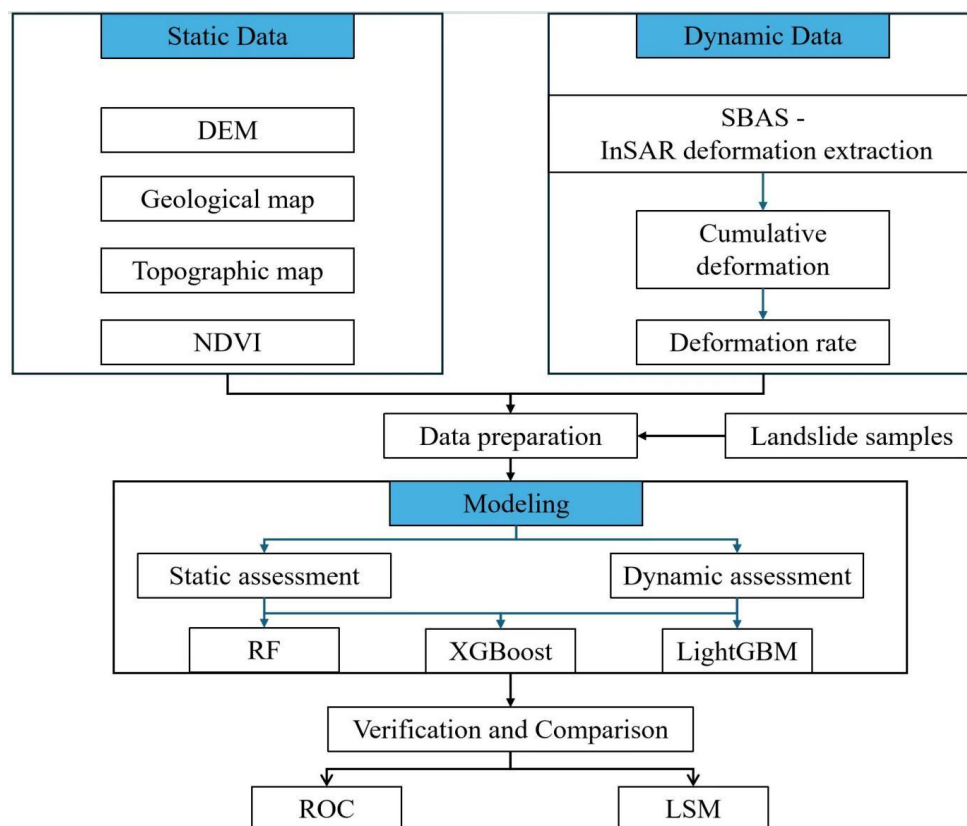 Static Data
DEM
Geological map
Topographic map
NDVI
Dynamic Data
SBAS -
InSAR deformation extraction
Cumulative
deformation
Deformation rate
Data preparation
Landslide samples
Modeling
Static assessment
Dynamic assessment
RF
XGBoost
LightGBM
Verification and Comparison
ROC
LSM